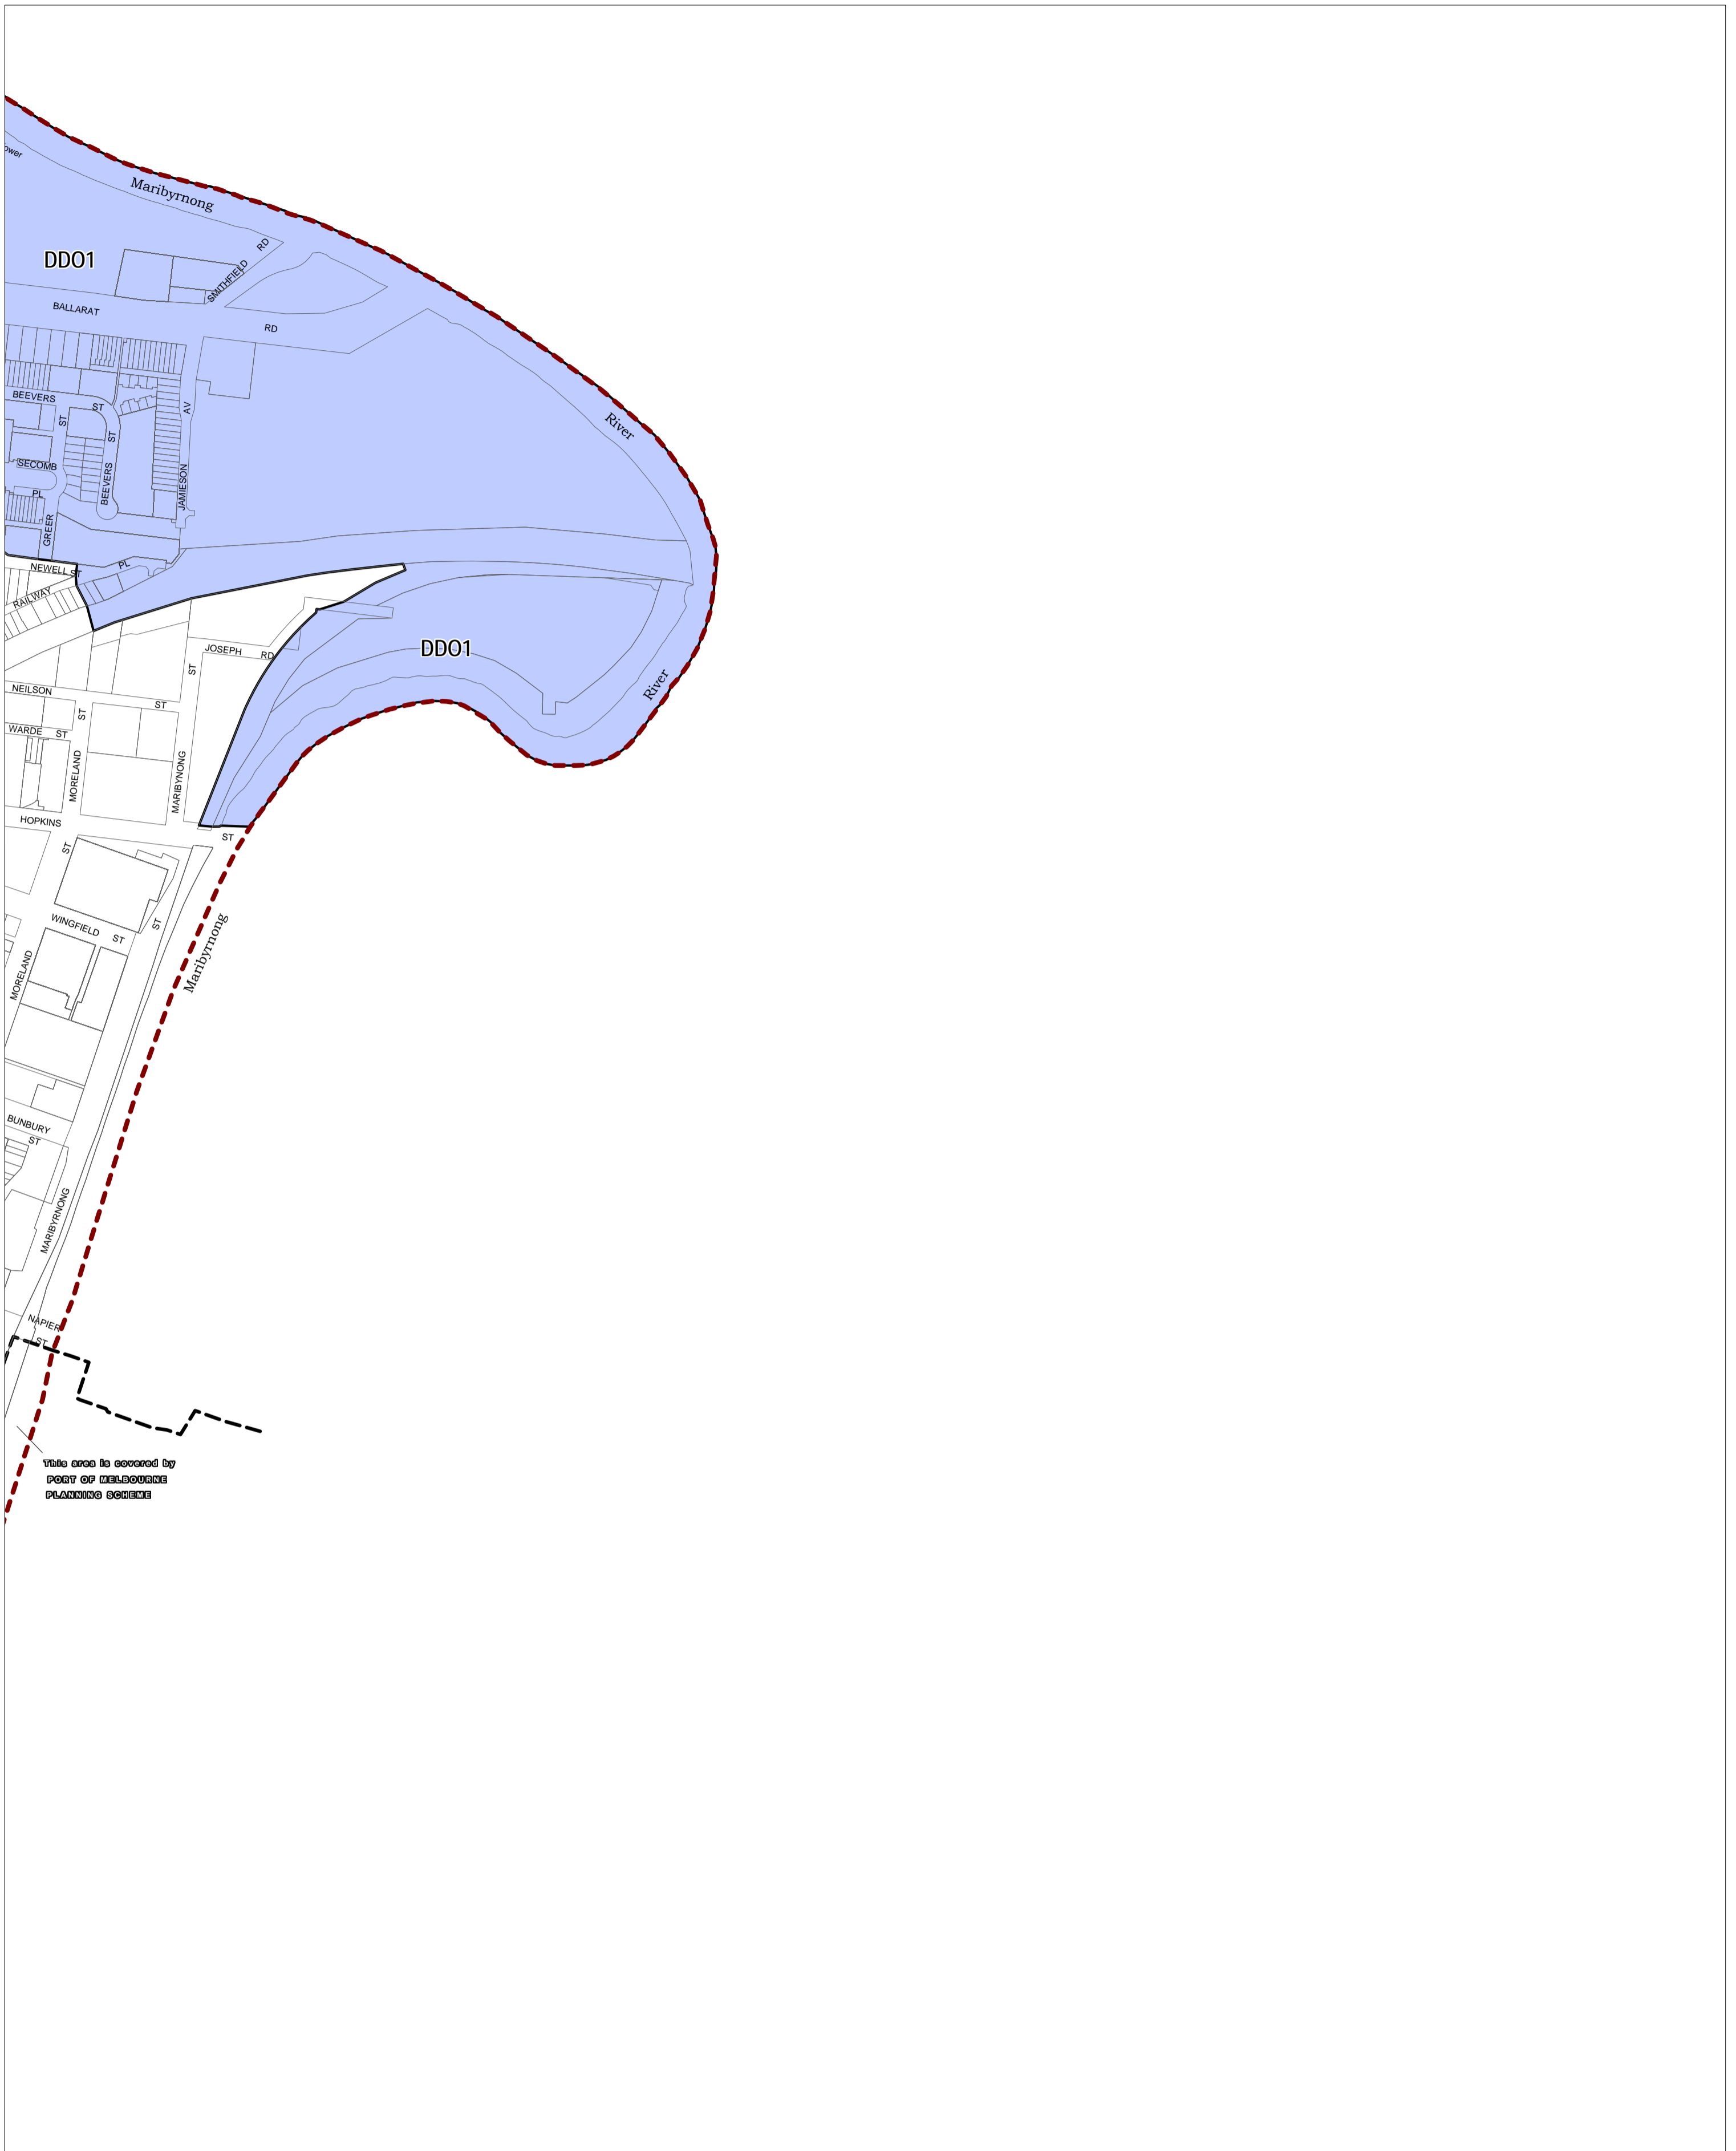 ower
Maribyrnong
RD
DDO1
SMITHFIELD
BALLARAT
RD
BEEVERS
ST
AV
ST
River
ST
SECOMB
BEEVERS
JAMIESON
PL
GREER
NEWELL ST
PL
RAILWAY
JOSEPH RD
DDO1
ST
River
NEILSON
ST
ST
WARDE ST
MORELAND
MARIBYNONG
HOPKINS
ST
ST
WINGFIELD ST
ST
Maribyrnong
MORELAND
BUNBURY
ST
MARIBYRNONG
NAPIER
ST
This area is covered by
PORT OF MELBOURNE
PLANNING SCHEME